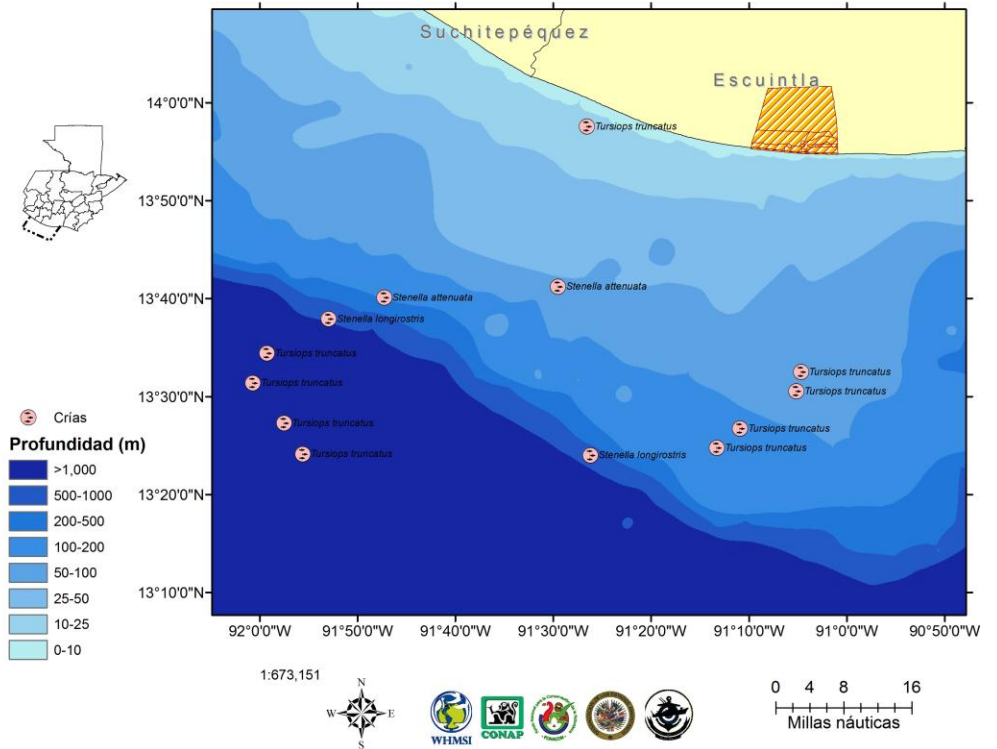 Suchitepéquez
Escuintla
14°0'0"N
Tursiops truncatus
13°50'0"N
Stenella attenuata
13°40'0"N
Stenella attenuata
Stenella longirostris
Tursiops truncatus
Tursiops truncatus
Tursiops truncatus
13°30'0"N
Tursiops truncatus
Crías
Tursiops truncatus
Tursiops truncatus
Tursiops truncatus
Profundidad (m)
Tursiops truncatus
Stenella longirostris
>1,000
500-1000
13°20'0"N
200-500
100-200
50-100
13°10'0"N
25-50
10-25
0-10
92°0'0"W
91°50'0"W
91°40'0"W
91°30'0"W
91°20'0"W
91°10'0"W
91°0'0"W
90°50'0"W
1:673,151
N
W
E
S
WHMSI
CONAP
0 4 8 16
Millas náuticas